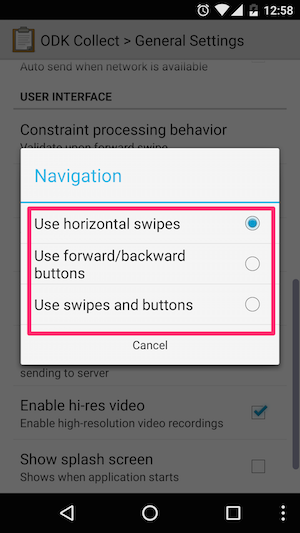 12:58
ODK Collect > General Settings
Auto send when network is available
USER INTERFACE
Constraint processing behavior
Validate upon forward swipe
Navigation
Use horizontal swipes
Use forward/backward
buttons
Use swipes and buttons
Cancel
sending to server
Enable hi-res video
Enable high-resolution video recordings
Show splash screen
Shows when application starts